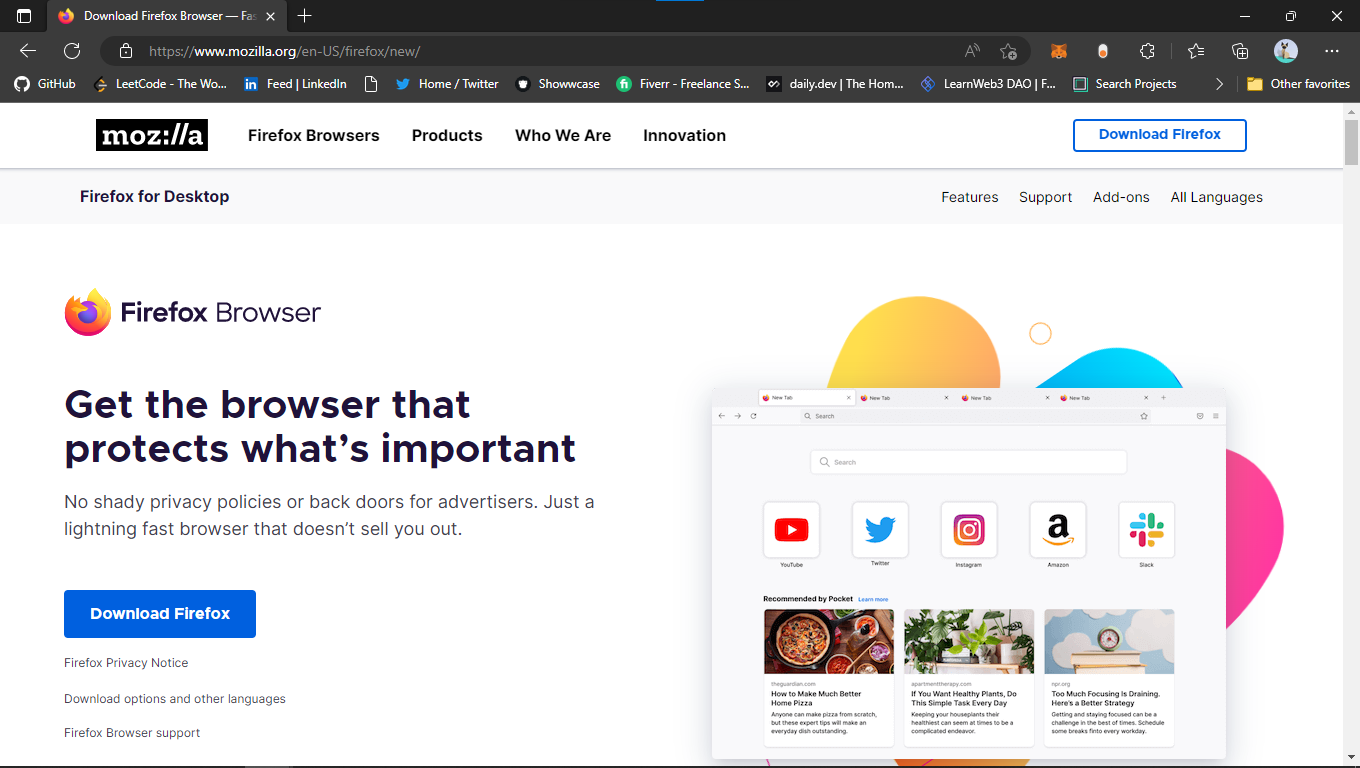 Download Firefox Browser — Fas
https://www.mozilla.org/en-US/firefox/new/
GitHub
LeetCode - The Wo...
Feed | LinkedIn
Home / Twitter
Showwcase
Fiverr - Freelance S...
daily.dev | The Hom...
LearnWeb3 DAO | F...
Search Projects
Other favorites
moz://a
Firefox Browsers
Products
Who We Are
Innovation
Download Firefox
Firefox for Desktop
Features
Support
Add-ons
All Languages
Firefox Browser
Get the browser that
protects what's important
No shady privacy policies or back doors for advertisers. Just a
lightning fast browser that doesn't sell you out.
Download Firefox
Firefox Privacy Notice
Download options and other languages
Firefox Browser support
New Tab
New Tab
New Tab
New Tab
Search
Search
YouTube
Twitter
Instagram
Amazon
Slack
Recommended by Pocket
Learn more
theguardian.com
How to Make Much Better
Home Pizza
Anyone can make pizza from scratch,
but these expert tips will make an
everyday dish outstanding.
apartmenttherapy.com
If You Want Healthy Plants, Do
This Simple Task Every Day
Keeping your houseplants their
healthiest can seem at times to be a
complicated endeavor.
npr.org
Too Much Focusing Is Draining.
Here's a Better Strategy
Getting and staying focused can be a
challenge in the best of times. Schedule
some breaks finto every workday.